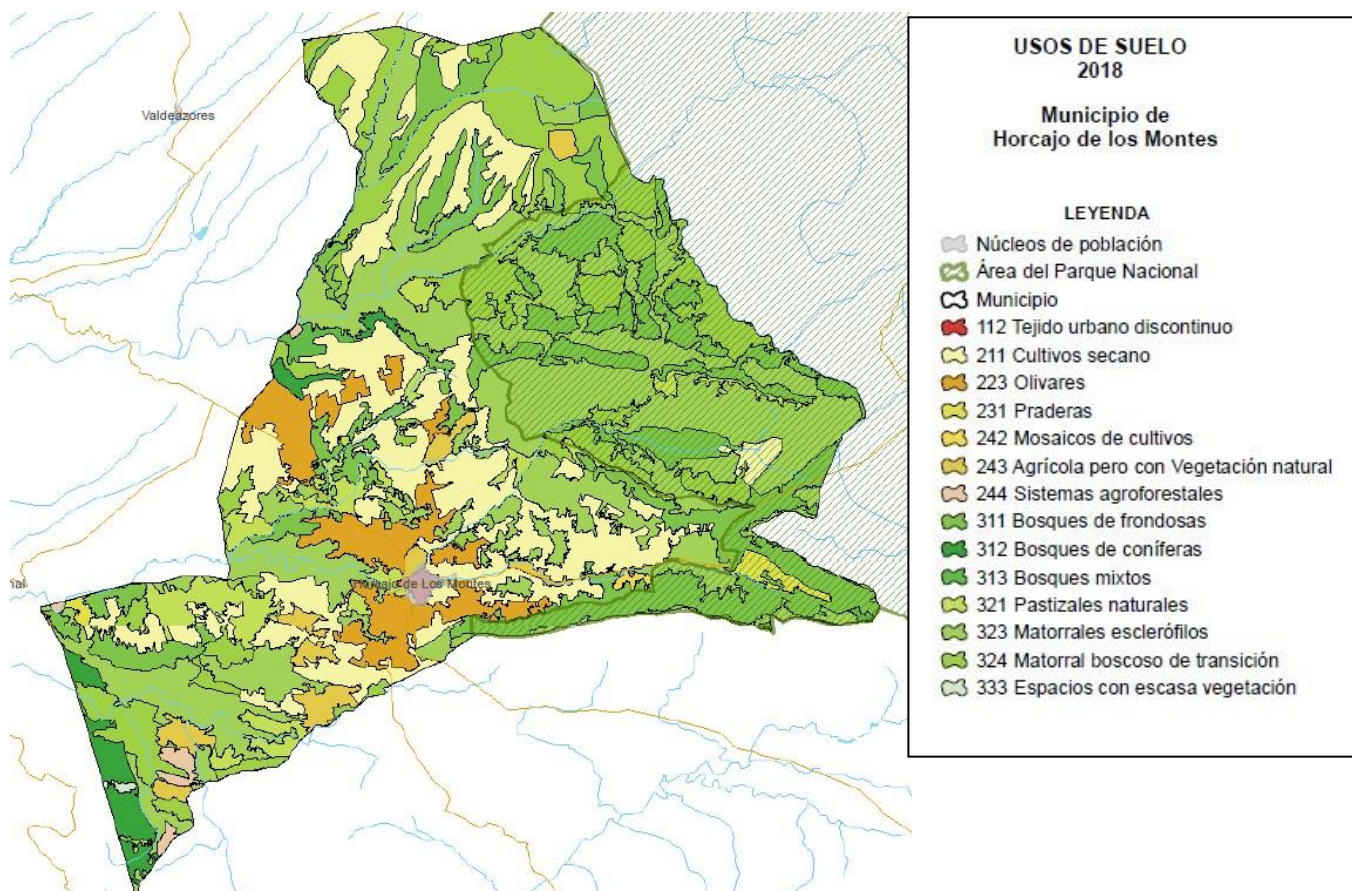 Valdeazores
Horcajo de Los Montes
nal
USOS DE SUELO
2018
Municipio de
Horcajo de los Montes
LEYENDA
Núcleos de población
Área del Parque Nacional
Municipio
112 Tejido urbano discontinuo
211 Cultivos secano
223 Olivares
231 Praderas
242 Mosaicos de cultivos
243 Agrícola pero con Vegetación natural
244 Sistemas agroforestales
311 Bosques de frondosas
312 Bosques de coníferas
313 Bosques mixtos
321 Pastizales naturales
323 Matorrales esclerófilos
324 Matorral boscoso de transición
333 Espacios con escasa vegetación